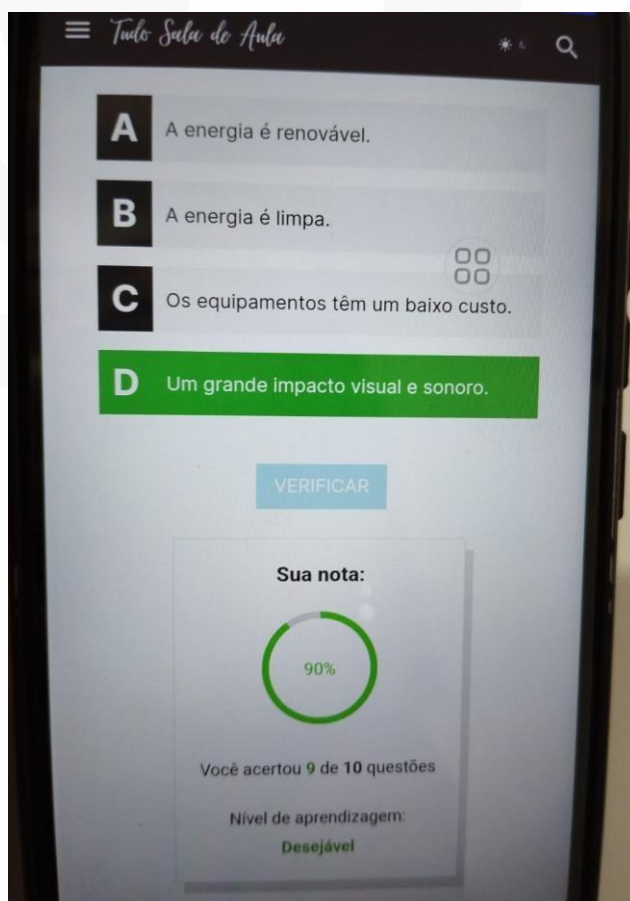 Tudo Sala de Aula
A
A energia é renovável.
B
A energia é limpa.
C
Os equipamentos têm um baixo custo.
D
Um grande impacto visual e sonoro.
VERIFICAR
Sua nota:
90%
Você acertou 9 de 10 questões
Nível de aprendizagem:
Desejável